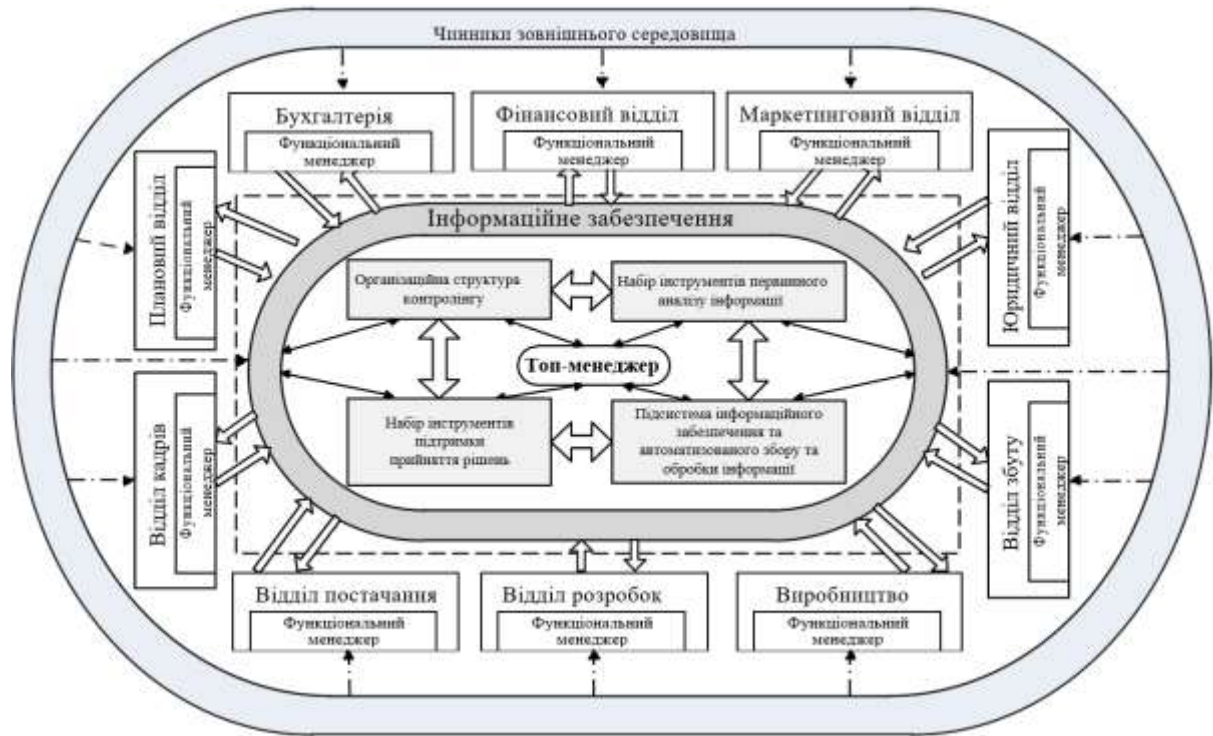 Чинники зовнішнього середовища
Бухгалтерія
Функціональний
менеджер
Фінансовий відділ
Функціональний
менеджер
Маркетинговий відділ
Функціональний
менеджер
Плановий відділ
Функціональний
менеджер
Юридичний відділ
Функціональний
менеджер
Інформаційне забезпечення
Організаційна структура
контролінгу
Набір інструментів первинного
аналізу інформації
Топ-менеджер
Набір інструментів
підтримки
прийняття рішень
Підсистема інформаційного
забезпечення та
автоматизованого збору та
обробки інформації
Відділ кадрів
Функціональний
менеджер
Відділ збуту
Функціональний
менеджер
Відділ постачання
Функціональний
менеджер
Відділ розробок
Функціональний
менеджер
Виробництво
Функціональний
менеджер